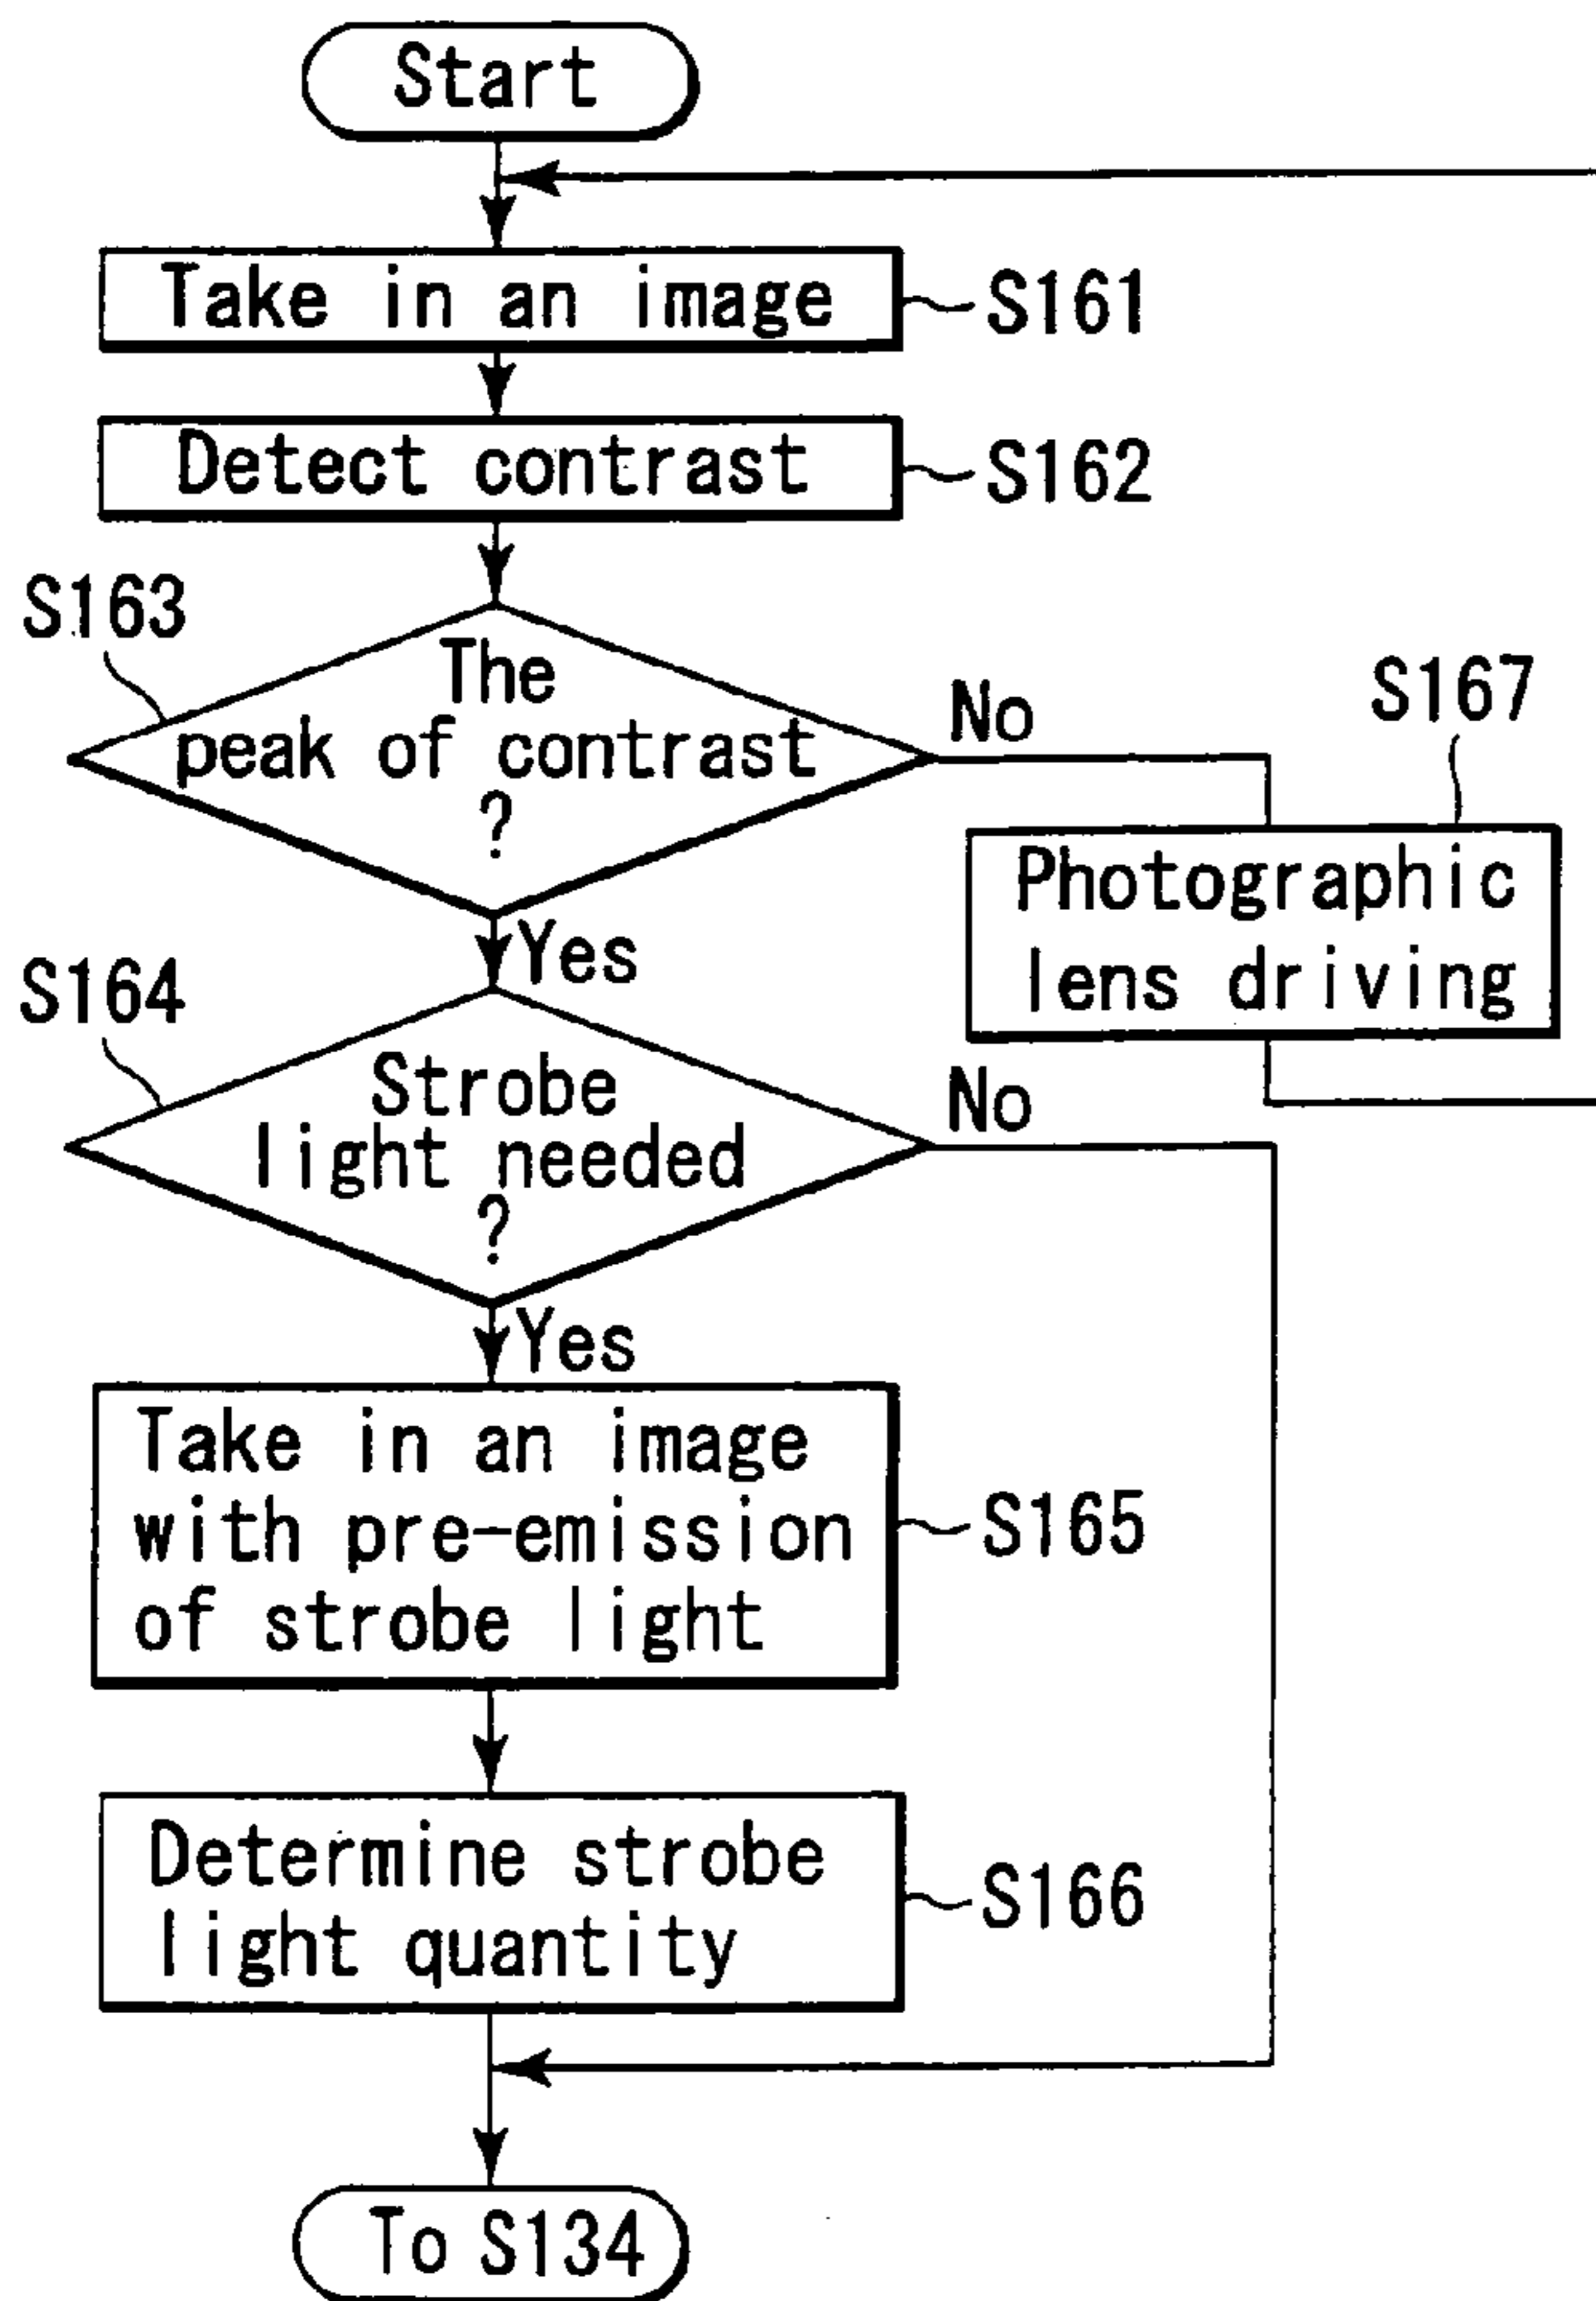 Start
Take in an image
S161
Detect contrast
S162
S163
The
peak of contrast
?
No
S167
Photographic
lens driving
Yes
S164
Strobe
light needed
?
No
Yes
Take in an image
with pre-emission
of strobe light
S165
Determine strobe
light quantity
S166
To S134